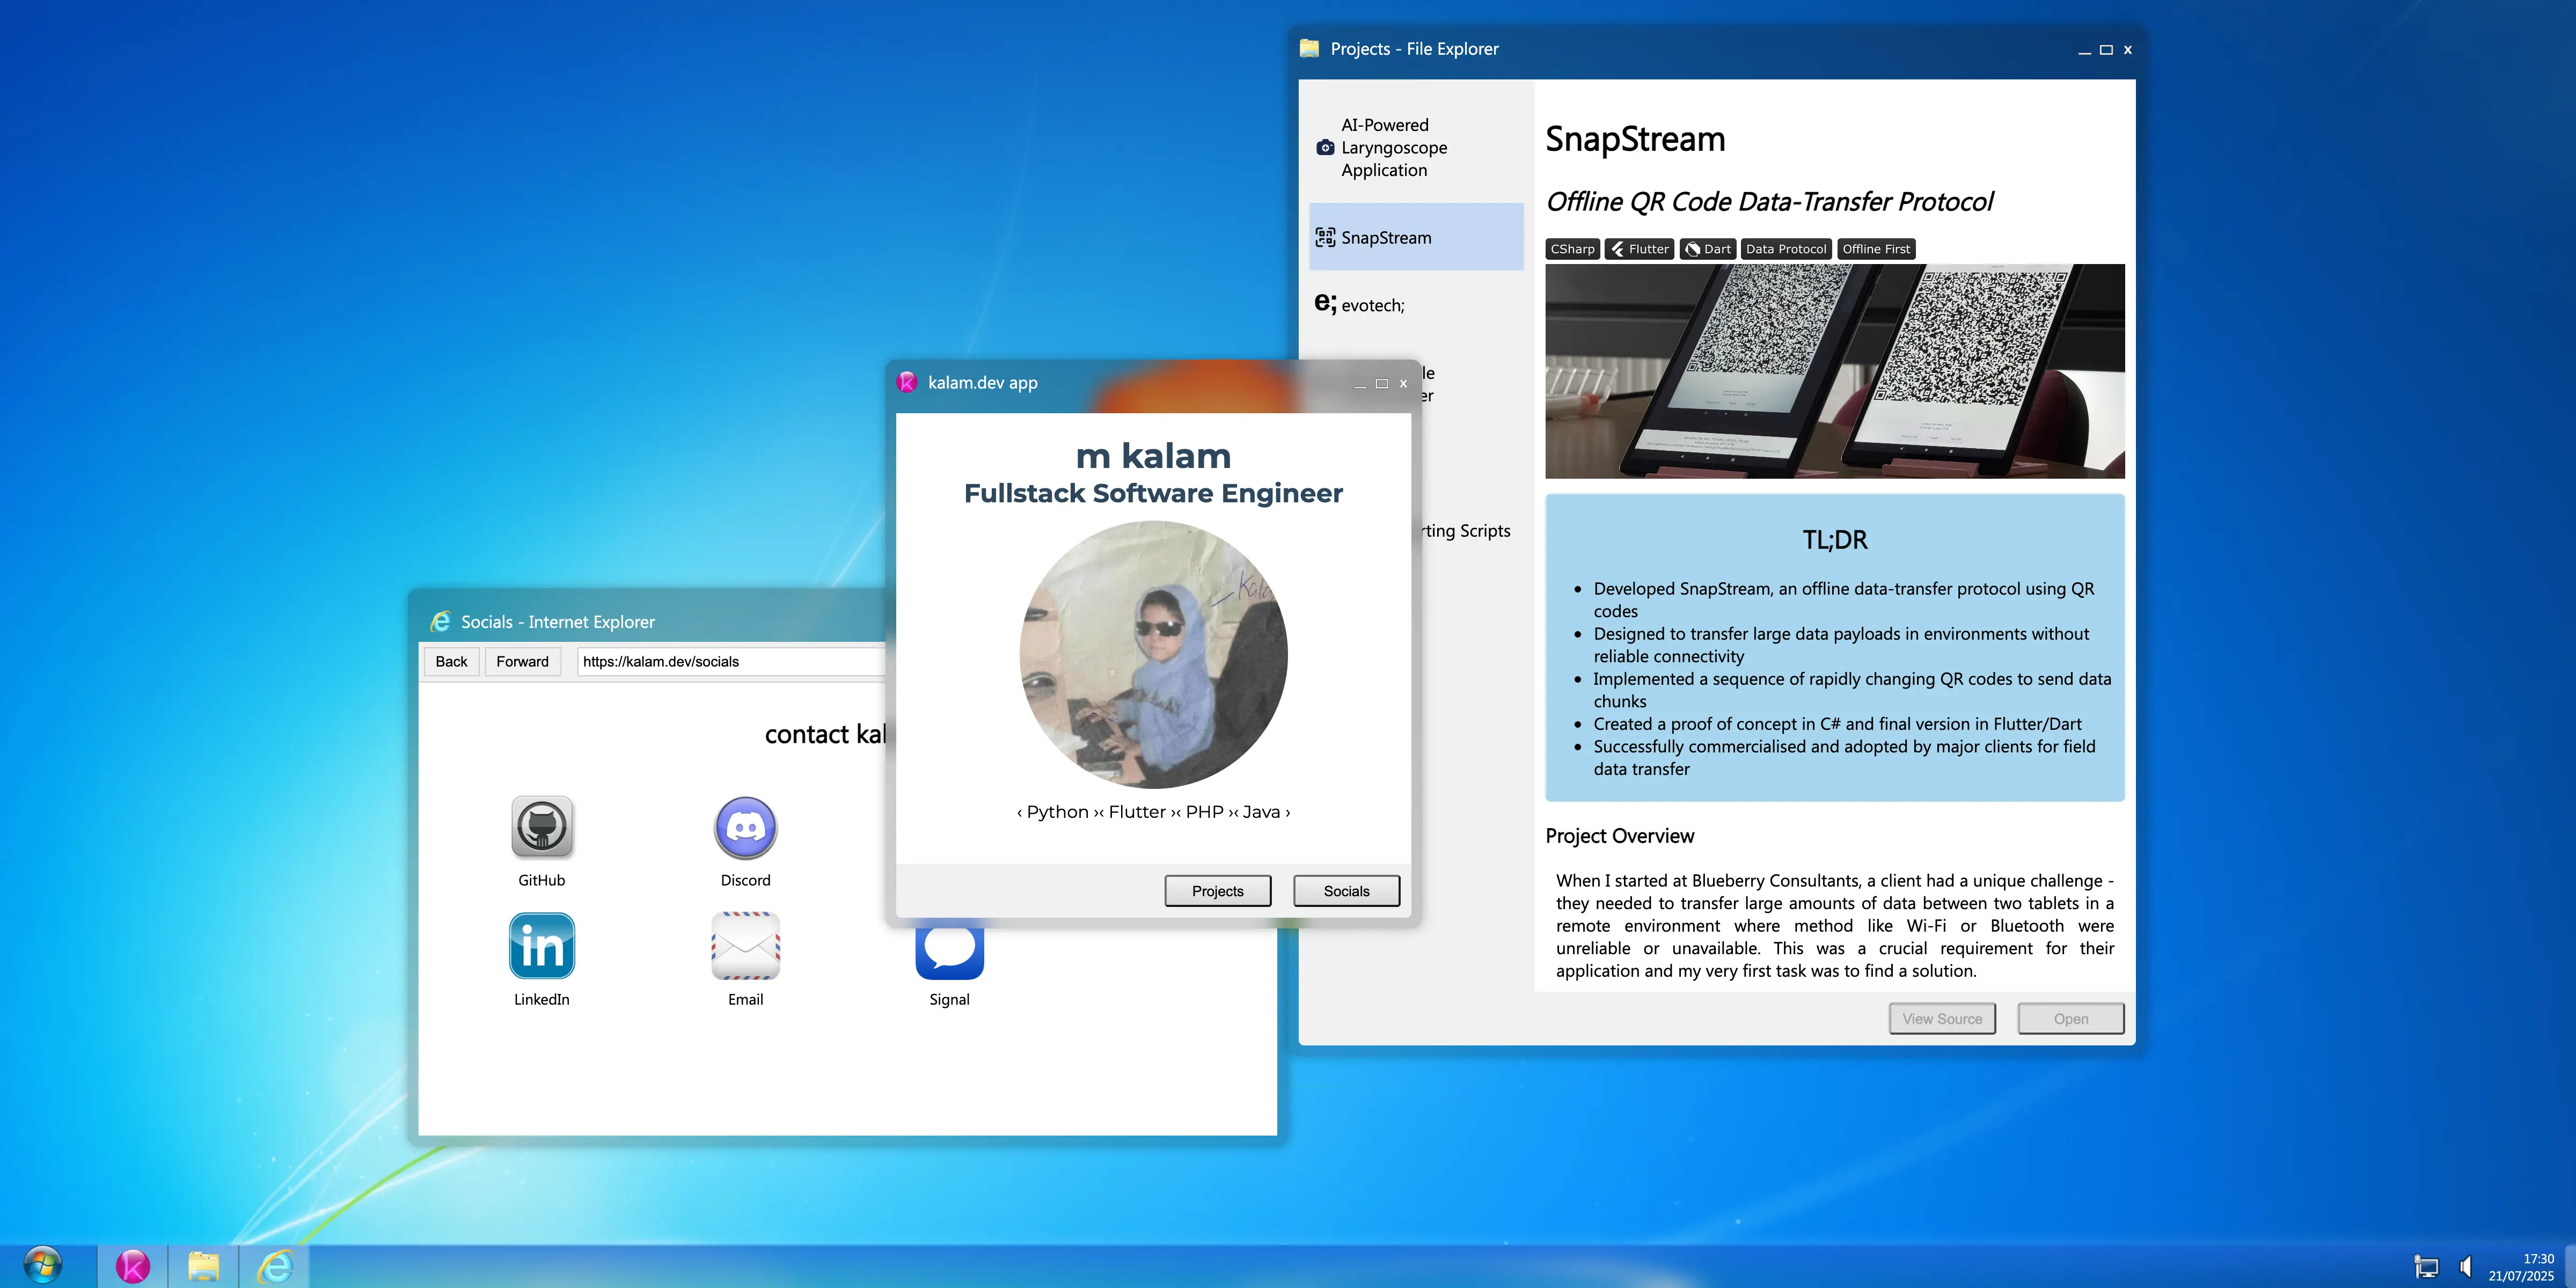 Projects - File Explorer
x
AI-Powered
Laryngoscope
Application
SnapStream
e; evotech;
le
er
rting Scripts
SnapStream
Offline QR Code Data-Transfer Protocol
CSharp
Flutter
Dart
Data Protocol
Offline First
TL;DR
• Developed SnapStream, an offline data-transfer protocol using QR
codes
• Designed to transfer large data payloads in environments without
reliable connectivity
• Implemented a sequence of rapidly changing QR codes to send data
chunks
• Created a proof of concept in C# and final version in Flutter/Dart
• Successfully commercialised and adopted by major clients for field
data transfer
Project Overview
When I started at Blueberry Consultants, a client had a unique challenge -
they needed to transfer large amounts of data between two tablets in a
remote environment where method like Wi-Fi or Bluetooth were
unreliable or unavailable. This was a crucial requirement for their
application and my very first task was to find a solution.
View Source
Open
kalam.dev app
x
m kalam
Fullstack Software Engineer
‹ Python ›‹ Flutter ›‹ PHP ›‹ Java ›
Projects
Socials
Socials - Internet Explorer
Back
Forward
https://kalam.dev/socials
contact kal
GitHub
Discord
in
LinkedIn
Email
Signal
17:30
21/07/2025